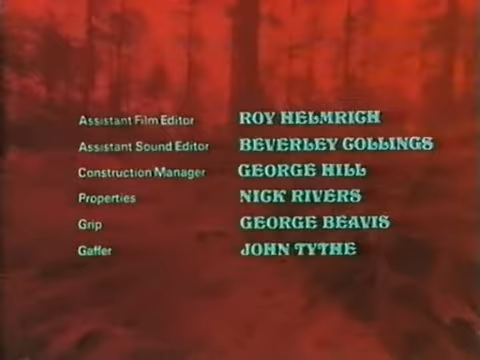 Assistant Film Editor ROY HELMRICH
Assistant Sound Editor BEVERLEY COLLINGS
Construction Manager GEORGE HILL
Properties NICK RIVERS
Grip GEORGE BEAVIS
Gaffer JOHN TYTHE